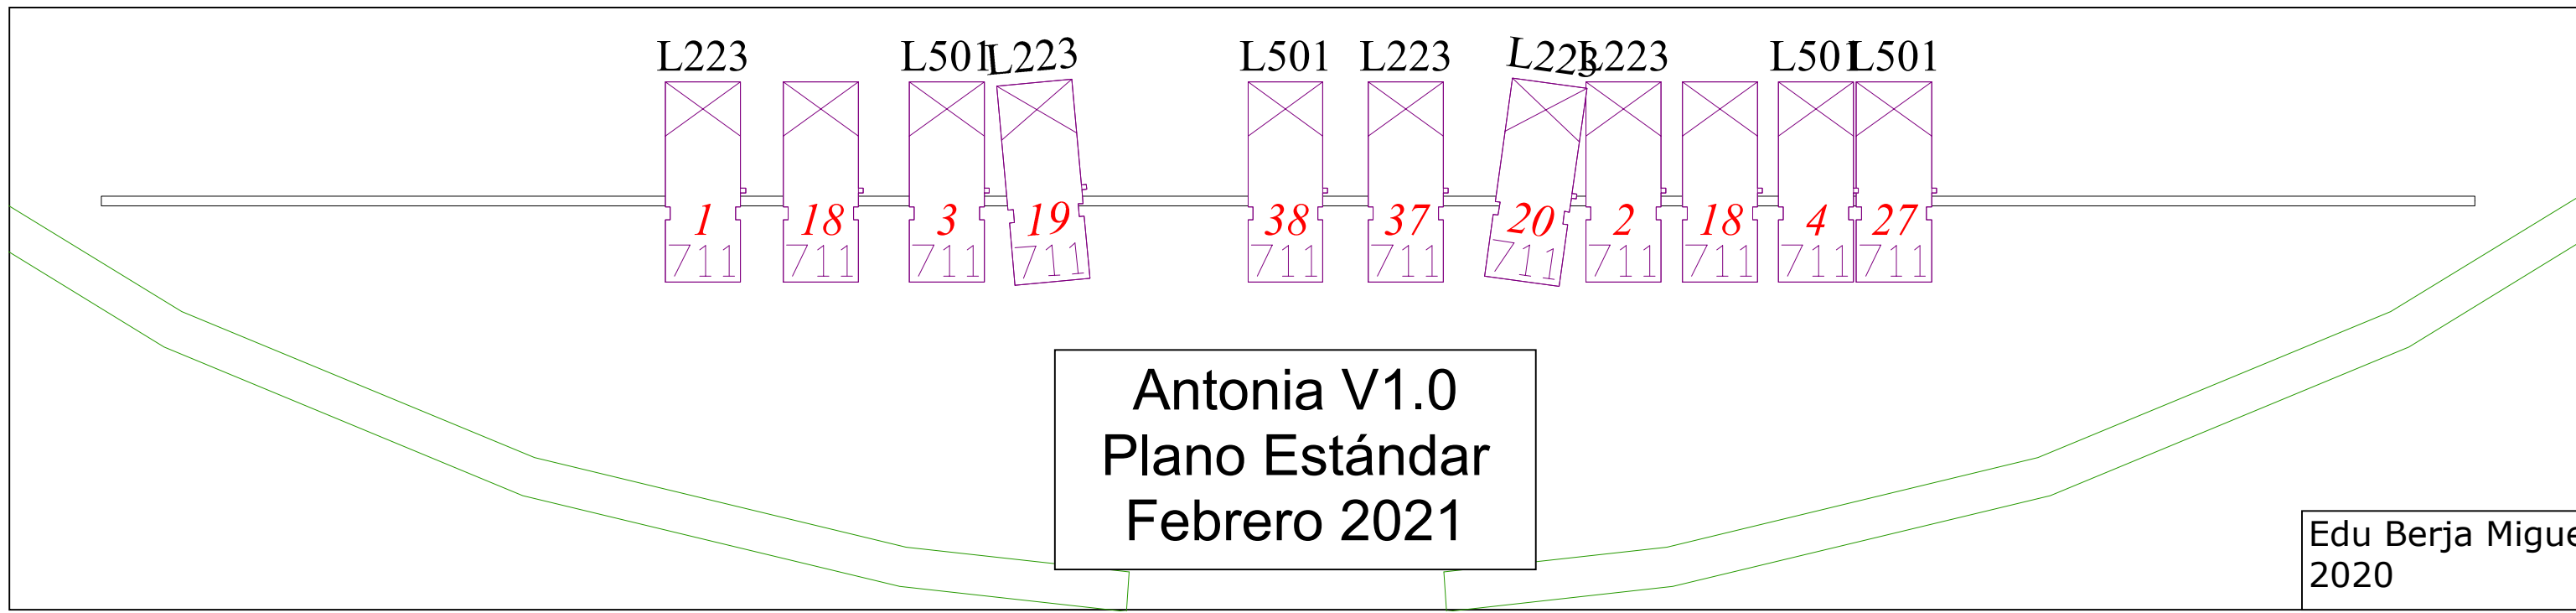 L223 L501 L223 L501 L223 L223 L223 L501 L501
1 18 3 19 38 37 20 2 18 4 27
711 711 711 711 711 711 711 711 711 711 711
Antonia V1.0
Plano Estándar
Febrero 2021
Edu Berja Migue
2020